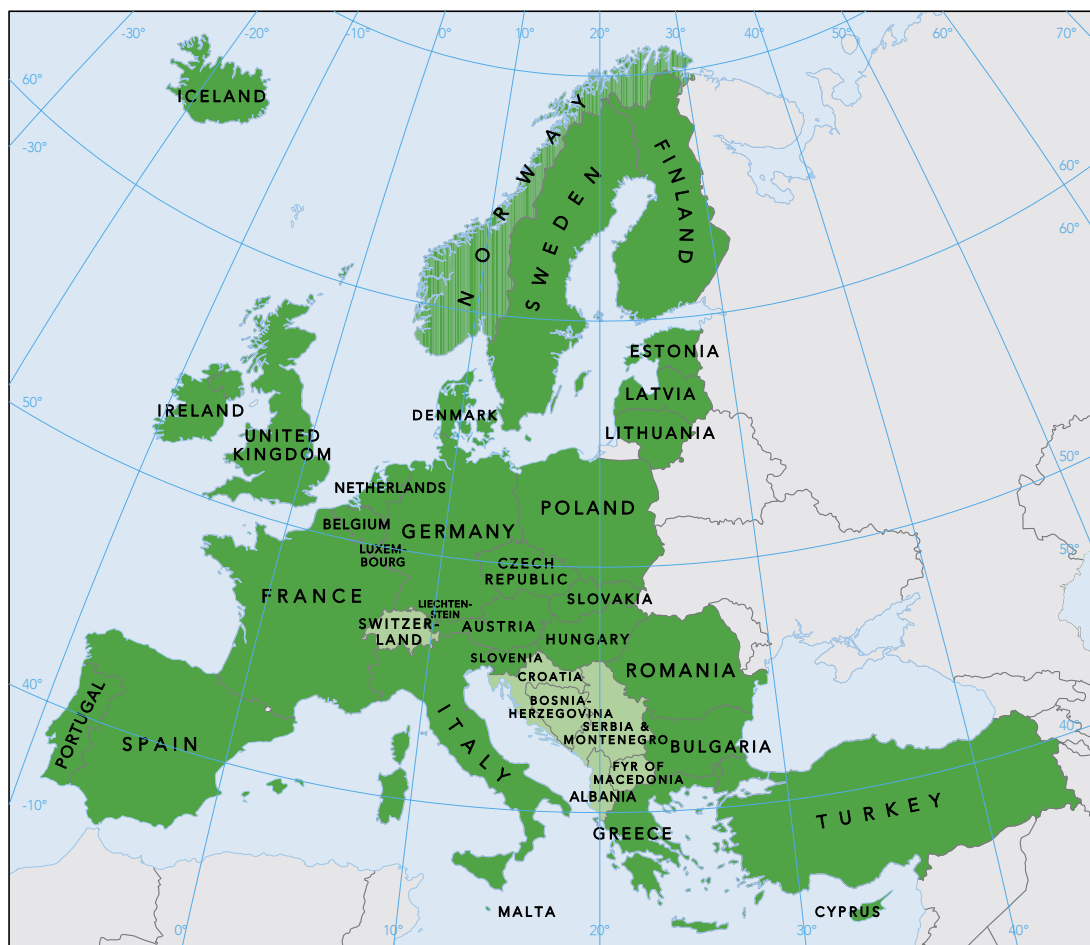 -30°
-20°
-10°
0°
10°
20°
30°
40°
50°
60°
70°
60°
-30°
ICELAND
NORWAY
SWEDEN
FINLAND
60°
60°
ESTONIA
LATVIA
LITHUANIA
DENMARK
50°
IRELAND
UNITED
KINGDOM
50°
NETHERLANDS
BELGIUM
GERMANY
POLAND
LUXEM-
BOURG
CZECH
REPUBLIC
50°
FRANCE
SLOVAKIA
LIECHTEN-
STEIN
SWITZER-
LAND
AUSTRIA
HUNGARY
SLOVENIA
CROATIA
ROMANIA
40°
PORTUGAL
SPAIN
ITALY
BOSNIA-
HERZEGOVINA
SERBIA &
MONTENEGRO
BULGARIA
40°
FYR OF
MACEDONIA
ALBANIA
-10°
GREECE
TURKEY
MALTA
CYPRUS
0°
10°
20°
30°
40°